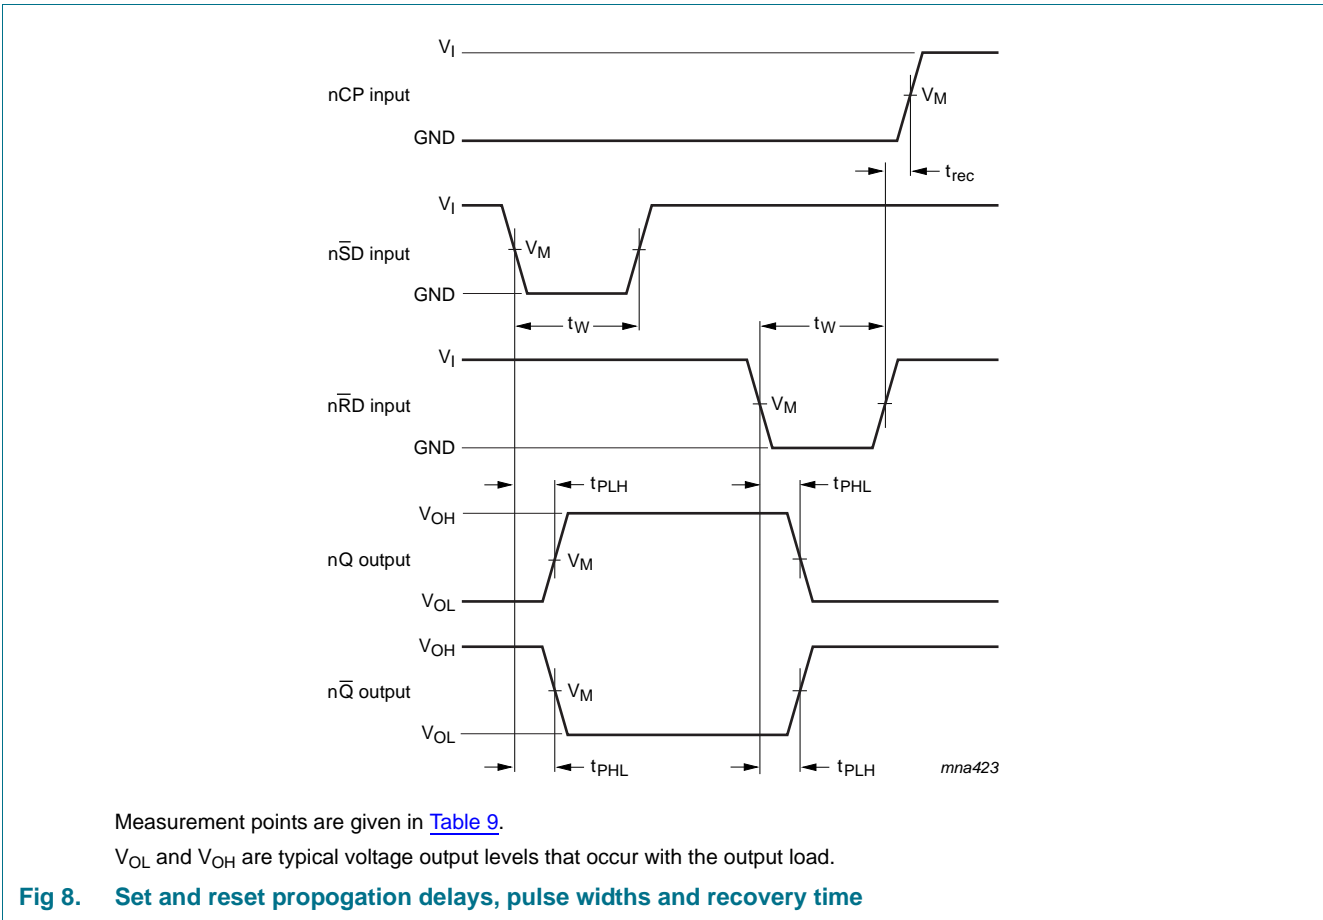 VI
nCP input
VM
GND
trec
VI
nS̅D input
VM
GND
tW
tW
VI
nR̅D input
VM
GND
tPLH
tPHL
VOH
nQ output
VM
VOL
VOH
nQ̅ output
VM
VOL
tPHL
tPLH
mna423
Measurement points are given in Table 9.
VOL and VOH are typical voltage output levels that occur with the output load.
Fig 8. Set and reset propogation delays, pulse widths and recovery time